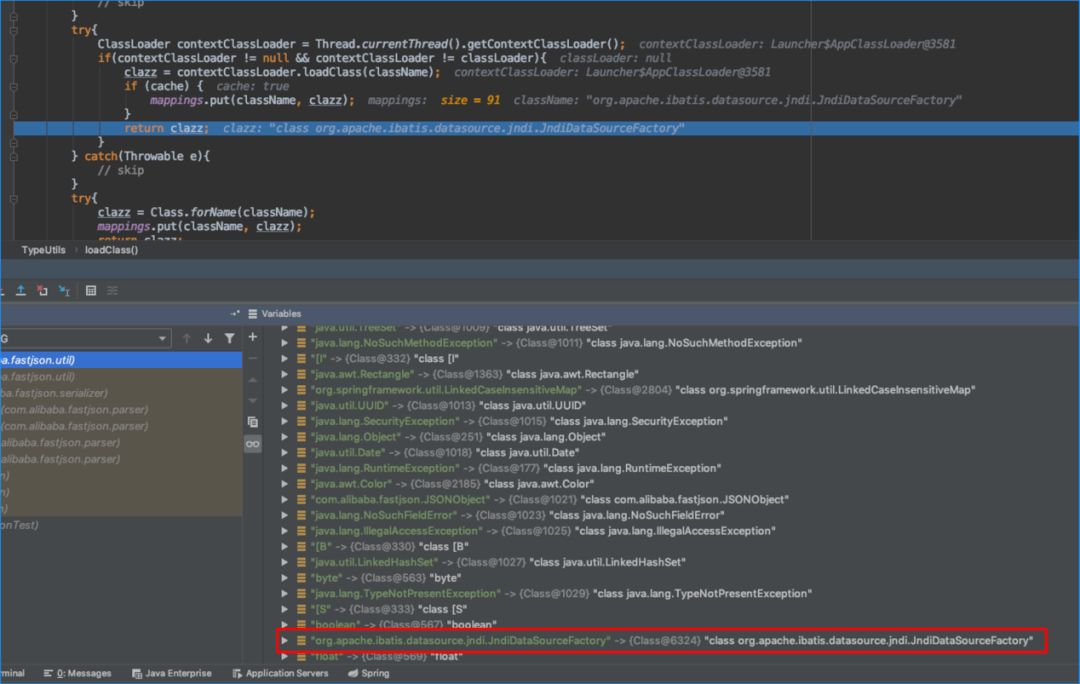 // skip
}
try{
ClassLoader contextClassLoader = Thread.currentThread().getContextClassLoader(); contextClassLoader: Launcher$AppClassLoader@3581
if(contextClassLoader != null && contextClassLoader != classLoader){ classLoader: null
clazz = contextClassLoader.loadClass(className); contextClassLoader: Launcher$AppClassLoader@3581
if (cache) { cache: true
mappings.put(className, clazz); mappings: size = 91 className: "org.apache.ibatis.datasource.jndi.JndiDataSourceFactory"
}
return clazz; clazz: "class org.apache.ibatis.datasource.jndi.JndiDataSourceFactory"
}
} catch(Throwable e){
// skip
}
try{
clazz = Class.forName(className);
mappings.put(className, clazz);
return clazz;
TypeUtils › loadClass()
Variables
G
ba.fastjson.util)
ba.fastjson.util)
ba.fastjson.serializer)
(com.alibaba.fastjson.parser)
(com.alibaba.fastjson.parser)
alibaba.fastjson.parser)
alibaba.fastjson.parser)
n)
n)
n)
onTest)
"java.util.TreeSet" -> {Class@1009} "class java.util.TreeSet"
"java.lang.NoSuchMethodException" -> {Class@1011} "class java.lang.NoSuchMethodException"
"[I" -> {Class@332} "class [I"
"java.awt.Rectangle" -> {Class@1363} "class java.awt.Rectangle"
"org.springframework.util.LinkedCaseInsensitiveMap" -> {Class@2804} "class org.springframework.util.LinkedCaseInsensitiveMap"
"java.util.UUID" -> {Class@1013} "class java.util.UUID"
"java.lang.SecurityException" -> {Class@1015} "class java.lang.SecurityException"
"java.lang.Object" -> {Class@251} "class java.lang.Object"
"java.util.Date" -> {Class@1018} "class java.util.Date"
"java.lang.RuntimeException" -> {Class@177} "class java.lang.RuntimeException"
"java.awt.Color" -> {Class@2185} "class java.awt.Color"
"com.alibaba.fastjson.JSONObject" -> {Class@1021} "class com.alibaba.fastjson.JSONObject"
"java.lang.NoSuchFieldError" -> {Class@1023} "class java.lang.NoSuchFieldError"
"java.lang.IllegalAccessException" -> {Class@1025} "class java.lang.IllegalAccessException"
"[B" -> {Class@330} "class [B"
"java.util.LinkedHashSet" -> {Class@1027} "class java.util.LinkedHashSet"
"byte" -> {Class@563} "byte"
"java.lang.TypeNotPresentException" -> {Class@1029} "class java.lang.TypeNotPresentException"
"[S" -> {Class@333} "class [S"
"boolean" -> {Class@567} "boolean"
"org.apache.ibatis.datasource.jndi.JndiDataSourceFactory" -> {Class@6324} "class org.apache.ibatis.datasource.jndi.JndiDataSourceFactory"
"float" -> {Class@569} "float"
rminal 0: Messages Java Enterprise Application Servers Spring